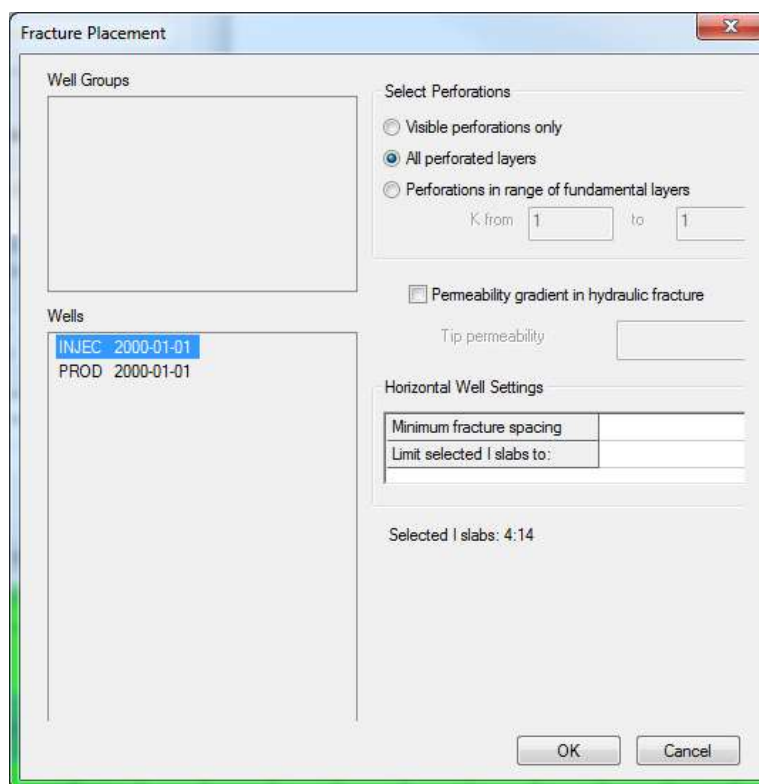 Fracture Placement
Well Groups
Select Perforations
Visible perforations only
All perforated layers
Perforations in range of fundamental layers
K from 1 to 1
Permeability gradient in hydraulic fracture
Tip permeability
Wells
INJEC 2000-01-01
PROD 2000-01-01
Horizontal Well Settings
Minimum fracture spacing
Limit selected I slabs to:
Selected I slabs: 4:14
OK Cancel